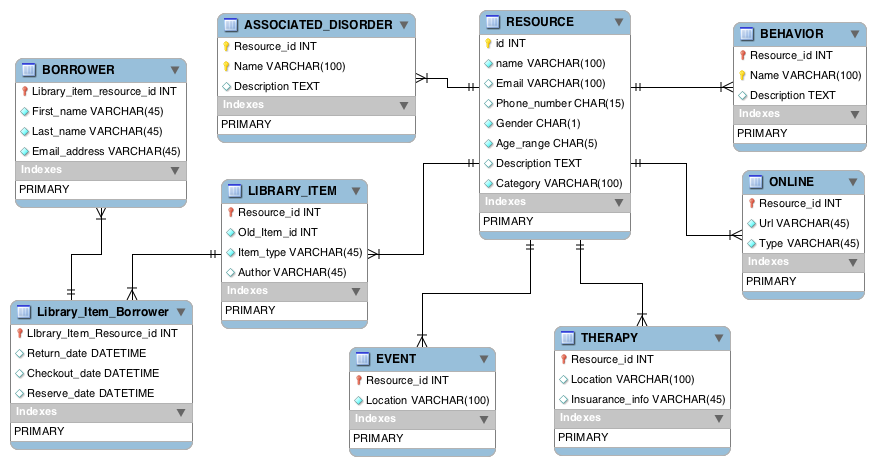 ASSOCIATED_DISORDER
Resource_id INT
Name VARCHAR(100)
Description TEXT
Indexes
PRIMARY
RESOURCE
id INT
name VARCHAR(100)
Email VARCHAR(100)
Phone_number CHAR(15)
Gender CHAR(1)
Age_range CHAR(5)
Description TEXT
Category VARCHAR(100)
Indexes
PRIMARY
BEHAVIOR
Resource_id INT
Name VARCHAR(100)
Description TEXT
Indexes
PRIMARY
BORROWER
Library_item_resource_id INT
First_name VARCHAR(45)
Last_name VARCHAR(45)
Email_address VARCHAR(45)
Indexes
PRIMARY
LIBRARY_ITEM
Resource_id INT
Old_Item_id INT
Item_type VARCHAR(45)
Author VARCHAR(45)
Indexes
PRIMARY
ONLINE
Resource_id INT
Url VARCHAR(45)
Type VARCHAR(45)
Indexes
PRIMARY
Library_Item_Borrower
LIbrary_Item_Resource_id INT
Return_date DATETIME
Checkout_date DATETIME
Reserve_date DATETIME
Indexes
PRIMARY
EVENT
Resource_id INT
Location VARCHAR(100)
Indexes
PRIMARY
THERAPY
Resource_id INT
Location VARCHAR(100)
Insuarance_info VARCHAR(45)
Indexes
PRIMARY